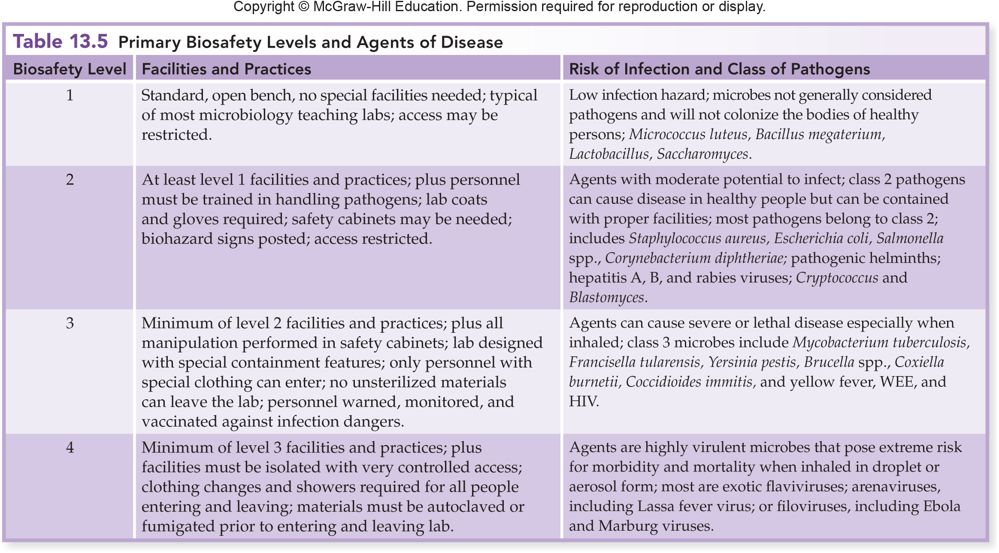 Copyright © McGraw-Hill Education. Permission required for reproduction or display.
Table 13.5 Primary Biosafety Levels and Agents of Disease
Biosafety Level
Facilities and Practices
Risk of Infection and Class of Pathogens
1
Standard, open bench, no special facilities needed; typical
of most microbiology teaching labs; access may be
restricted.
Low infection hazard; microbes not generally considered
pathogens and will not colonize the bodies of healthy
persons; Micrococcus luteus, Bacillus megaterium,
Lactobacillus, Saccharomyces.
2
At least level 1 facilities and practices; plus personnel
must be trained in handling pathogens; lab coats
and gloves required; safety cabinets may be needed;
biohazard signs posted; access restricted.
Agents with moderate potential to infect; class 2 pathogens
can cause disease in healthy people but can be contained
with proper facilities; most pathogens belong to class 2;
includes Staphylococcus aureus, Escherichia coli, Salmonella
spp., Corynebacterium diphtheriae; pathogenic helminths;
hepatitis A, B, and rabies viruses; Cryptococcus and
Blastomyces.
3
Minimum of level 2 facilities and practices; plus all
manipulation performed in safety cabinets; lab designed
with special containment features; only personnel with
special clothing can enter; no unsterilized materials
can leave the lab; personnel warned, monitored, and
vaccinated against infection dangers.
Agents can cause severe or lethal disease especially when
inhaled; class 3 microbes include Mycobacterium tuberculosis,
Francisella tularensis, Yersinia pestis, Brucella spp., Coxiella
burnetii, Coccidioides immitis, and yellow fever, WEE, and
HIV.
4
Minimum of level 3 facilities and practices; plus
facilities must be isolated with very controlled access;
clothing changes and showers required for all people
entering and leaving; materials must be autoclaved or
fumigated prior to entering and leaving lab.
Agents are highly virulent microbes that pose extreme risk
for morbidity and mortality when inhaled in droplet or
aerosol form; most are exotic flaviviruses; arenaviruses,
including Lassa fever virus; or filoviruses, including Ebola
and Marburg viruses.